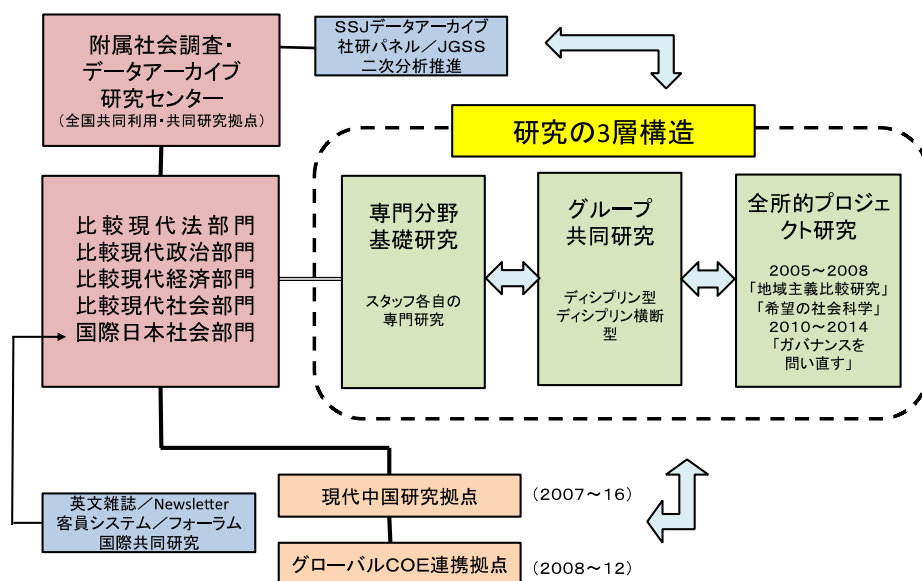 附属社会調査・
データアーカイブ
研究センター
（全国共同利用・共同研究拠点）
SSJデータアーカイブ
社研パネル／JGSS
二次分析推進
研究の3層構造
比較現代法部門
比較現代政治部門
比較現代経済部門
比較現代社会部門
国際日本社会部門
専門分野
基礎研究
スタッフ各自の
専門研究
グループ
共同研究
ディシプリン型
ディシプリン横断
型
全所的プロジェ
クト研究
2005～2008
「地域主義比較研究」
「希望の社会科学」
2010～2014
「ガバナンスを
問い直す」
英文雑誌／Newsletter
客員システム／フォーラム
国際共同研究
現代中国研究拠点
（2007～16）
グローバルCOE連携拠点
（2008～12）